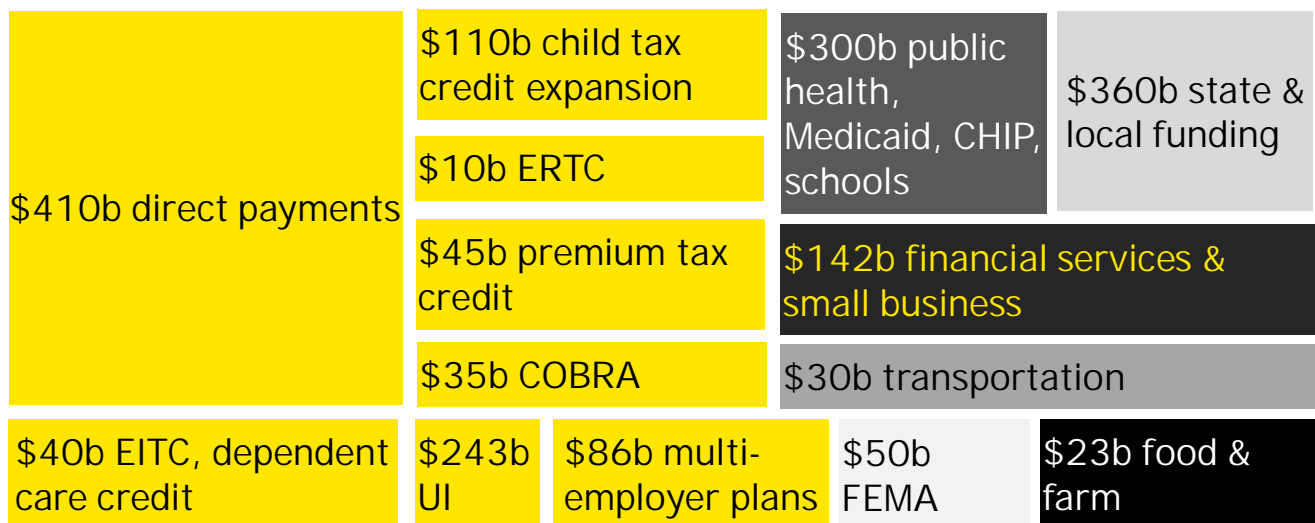 $410b direct payments
$110b child tax
credit expansion
$10b ERTC
$45b premium tax
credit
$35b COBRA
$300b public
health,
Medicaid, CHIP,
schools
$360b state &
local funding
$142b financial services &
small business
$30b transportation
$40b EITC, dependent
care credit
$243b
UI
$86b multi-
employer plans
$50b
FEMA
$23b food &
farm